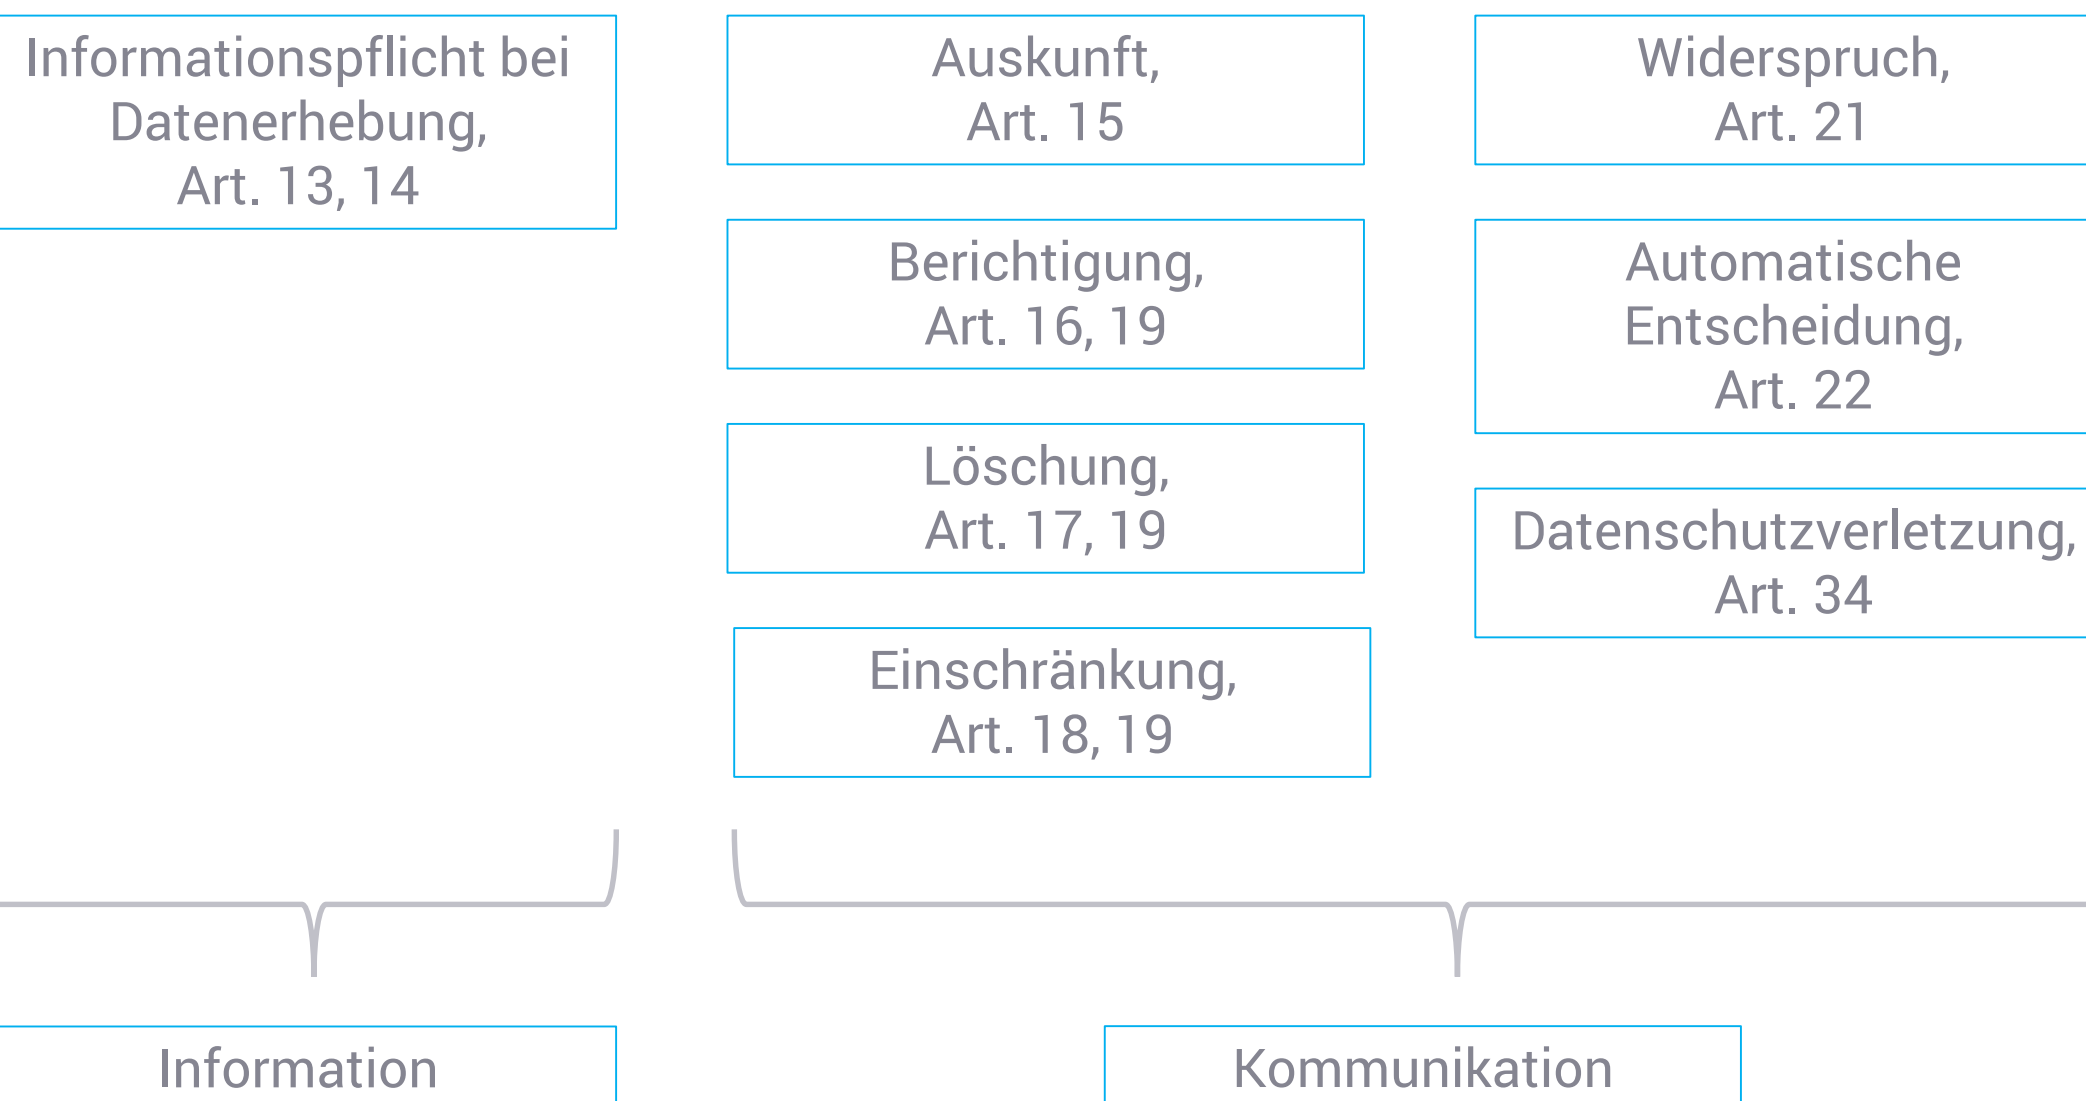 Informationspflicht bei
Datenerhebung,
Art. 13, 14
Auskunft,
Art. 15
Berichtigung,
Art. 16, 19
Löschung,
Art. 17, 19
Einschränkung,
Art. 18, 19
Widerspruch,
Art. 21
Automatische
Entscheidung,
Art. 22
Datenschutzverletzung,
Art. 34
Information
Kommunikation